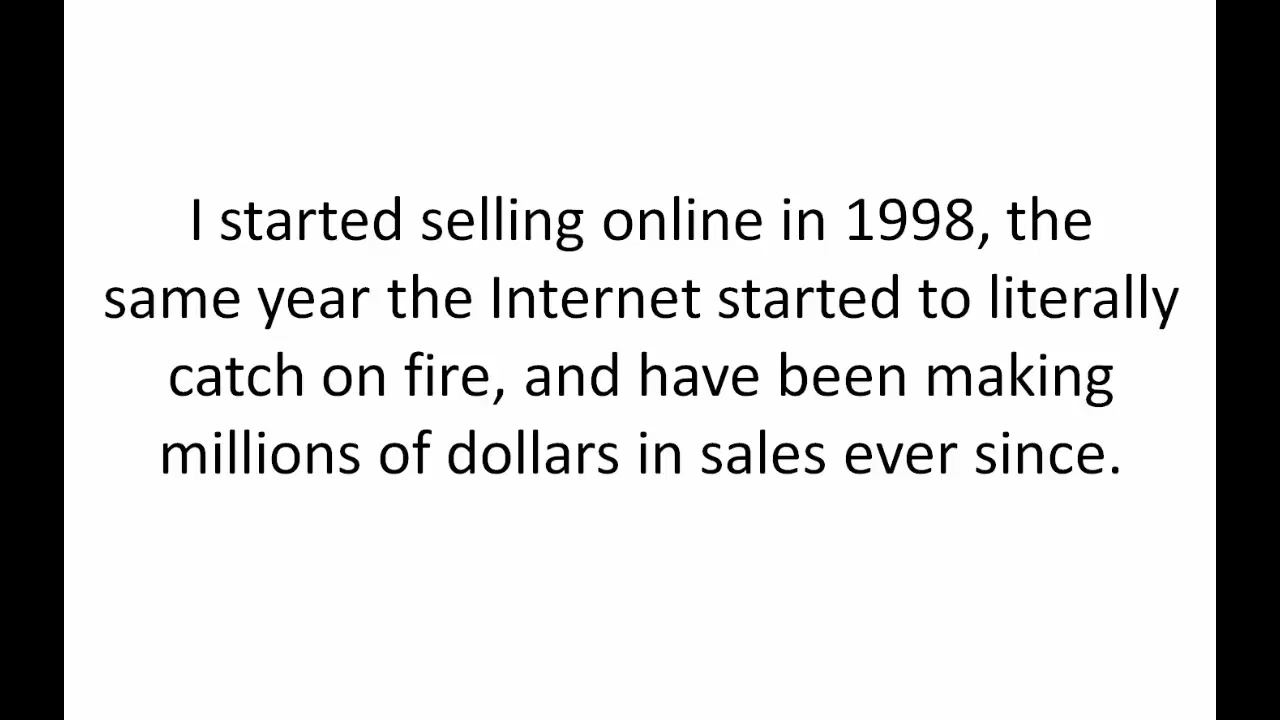 I started selling online in 1998, the
same year the Internet started to literally
catch on fire, and have been making
millions of dollars in sales ever since.